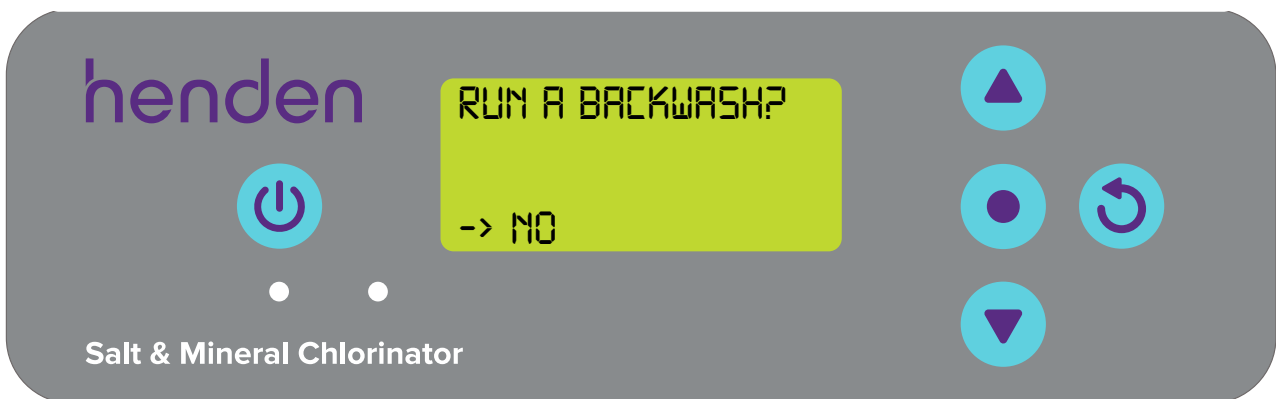 henden
RUN A BACKWASH?
-> NO
Salt & Mineral Chlorinator